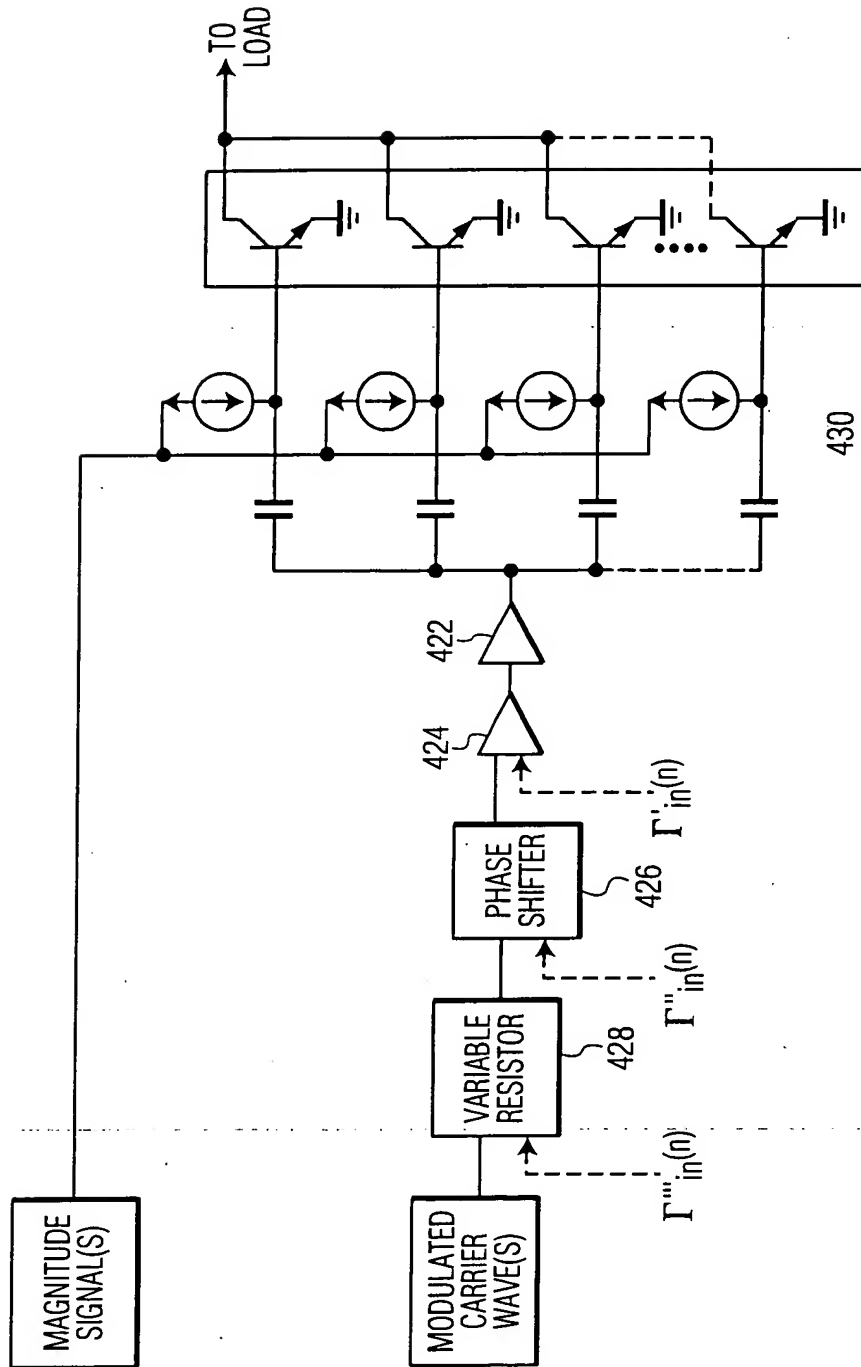 MAGNITUDE
SIGNAL(S)
MODULATED
CARRIER
WAVE(S)
Γ'''in(n)
VARIABLE
RESISTOR
428
Γ''in(n)
PHASE
SHIFTER
426
Γ'in(n)
424
422
430
TO
LOAD